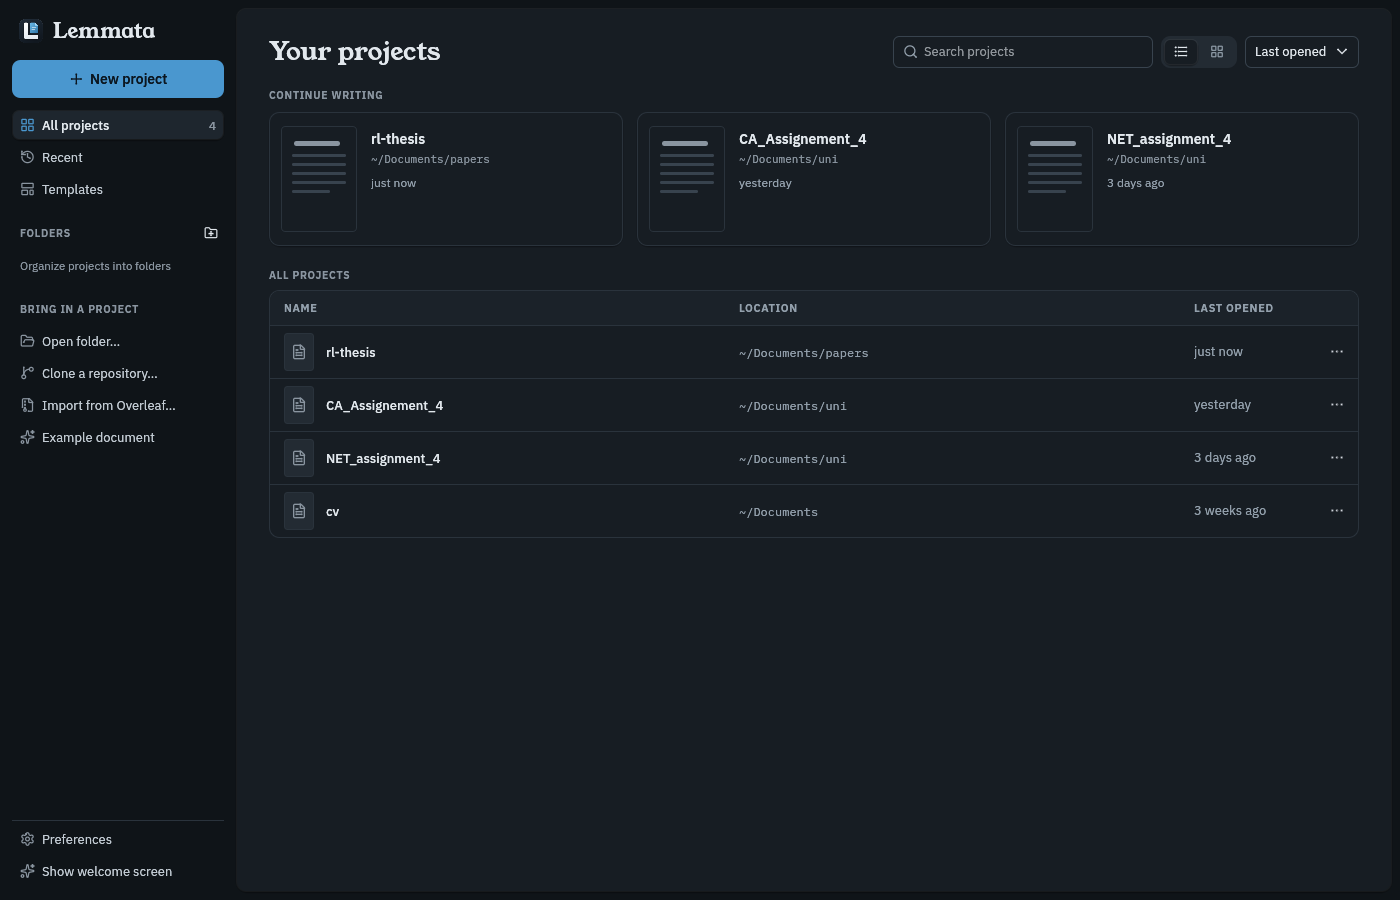 Lemmata
New project
All projects 4
Recent
Templates
FOLDERS
Organize projects into folders
BRING IN A PROJECT
Open folder...
Clone a repository...
Import from Overleaf...
Example document
Preferences
Show welcome screen
Your projects
Search projects
Last opened
CONTINUE WRITING
rl-thesis
~/Documents/papers
just now
CA_Assignement_4
~/Documents/uni
yesterday
NET_assignment_4
~/Documents/uni
3 days ago
ALL PROJECTS
NAME LOCATION LAST OPENED
rl-thesis ~/Documents/papers just now
CA_Assignement_4 ~/Documents/uni yesterday
NET_assignment_4 ~/Documents/uni 3 days ago
cv ~/Documents 3 weeks ago